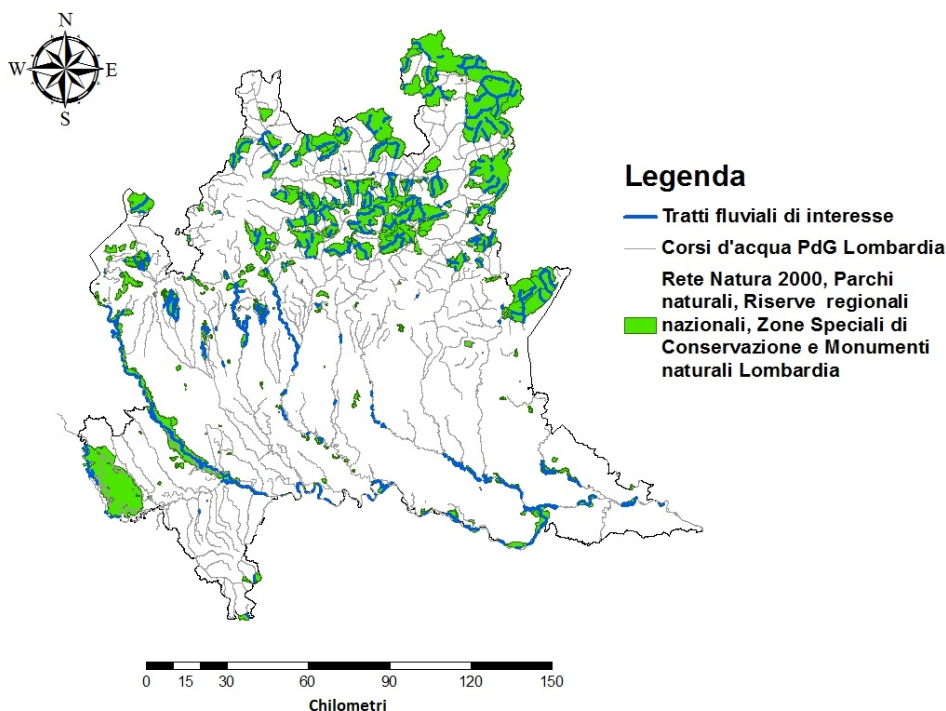 N
W E
S
Legenda
Tratti fluviali di interesse
Corsi d'acqua PdG Lombardia
Rete Natura 2000, Parchi
naturali, Riserve regionali
nazionali, Zone Speciali di
Conservazione e Monumenti
naturali Lombardia
0 15 30 60 90 120 150
Chilometri